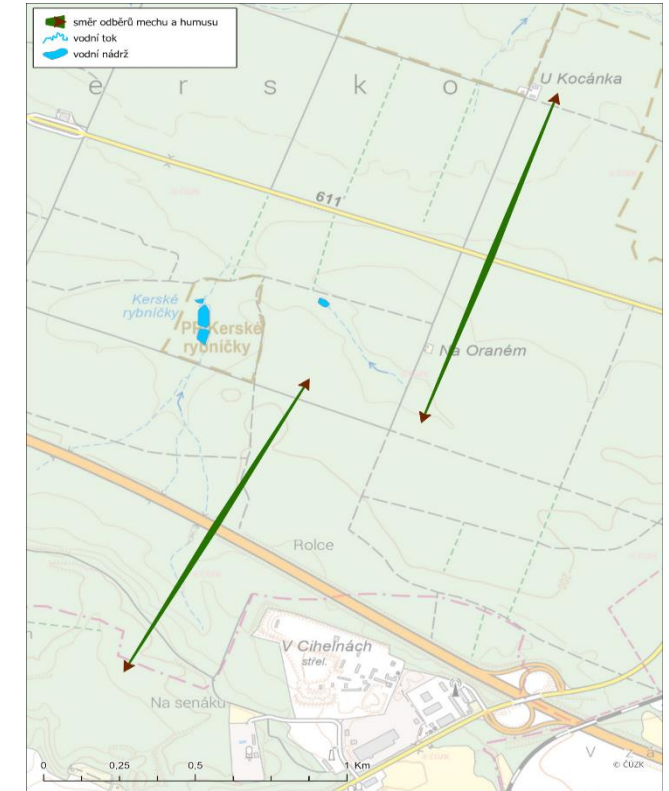 směr odběrů mechu a humusu
vodní tok
vodní nádrž
U Kocánka
e r s k o
611
Kerské
rybníčky
PP Kerské
rybníčky
Na Oraném
Rolce
V Cihelnách
střel.
Na senáku
0 0,25 0,5 1 Km
V z á
© ČÚZK